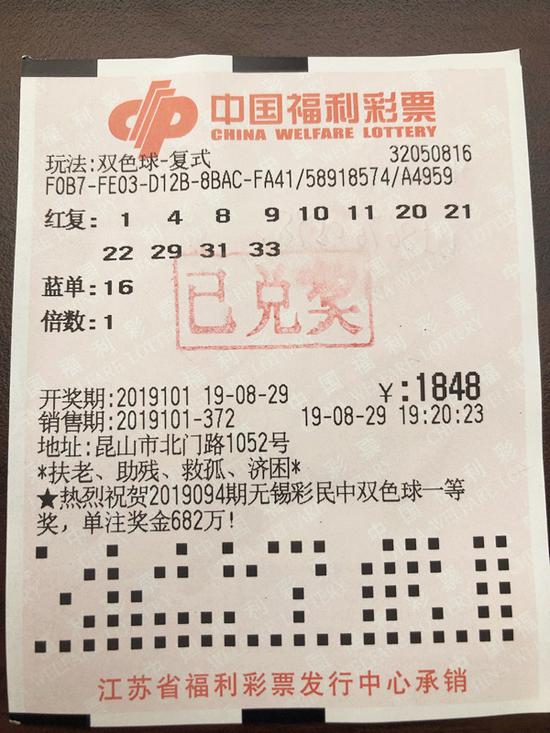 中国福利彩票
CHINA WELFARE LOTTERY
玩法:双色球-复式 32050816
F0B7-FE03-D12B-8BAC-FA41/58918574/A4959
红复: 1 4 8 9 10 11 20 21
22 29 31 33
蓝单:16
倍数:1
已兑奖
开奖期:2019101 19-08-29 ￥:1848
销售期:2019101-372 19-08-29 19:20:23
地址:昆山市北门路1052号
*扶老、助残、救孤、济困*
★热烈祝贺2019094期无锡彩民中双色球一等
奖，单注奖金682万!
江苏省福利彩票发行中心承销